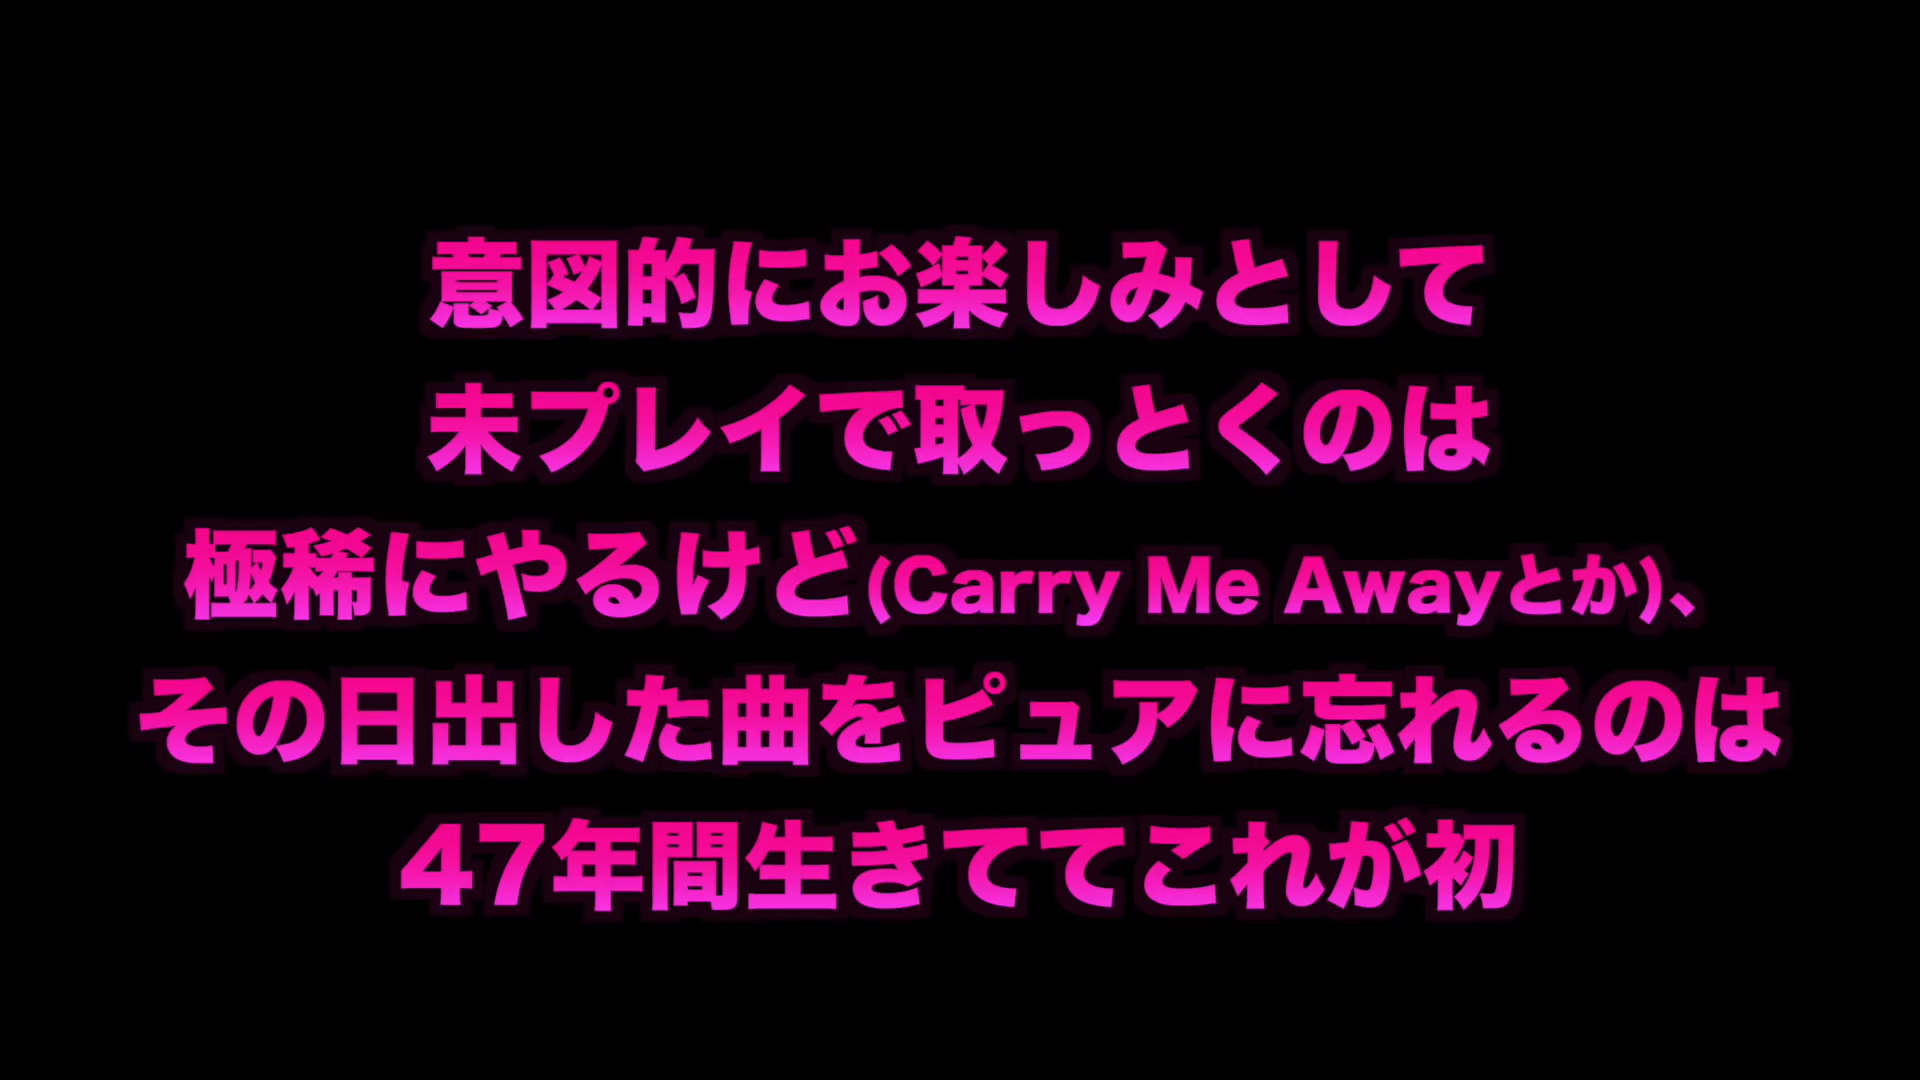 意図的にお楽しみとして
未プレイで取っとくのは
極稀にやるけど(Carry Me Awayとか)、
その日出した曲をピュアに忘れるのは
47年間生きててこれが初